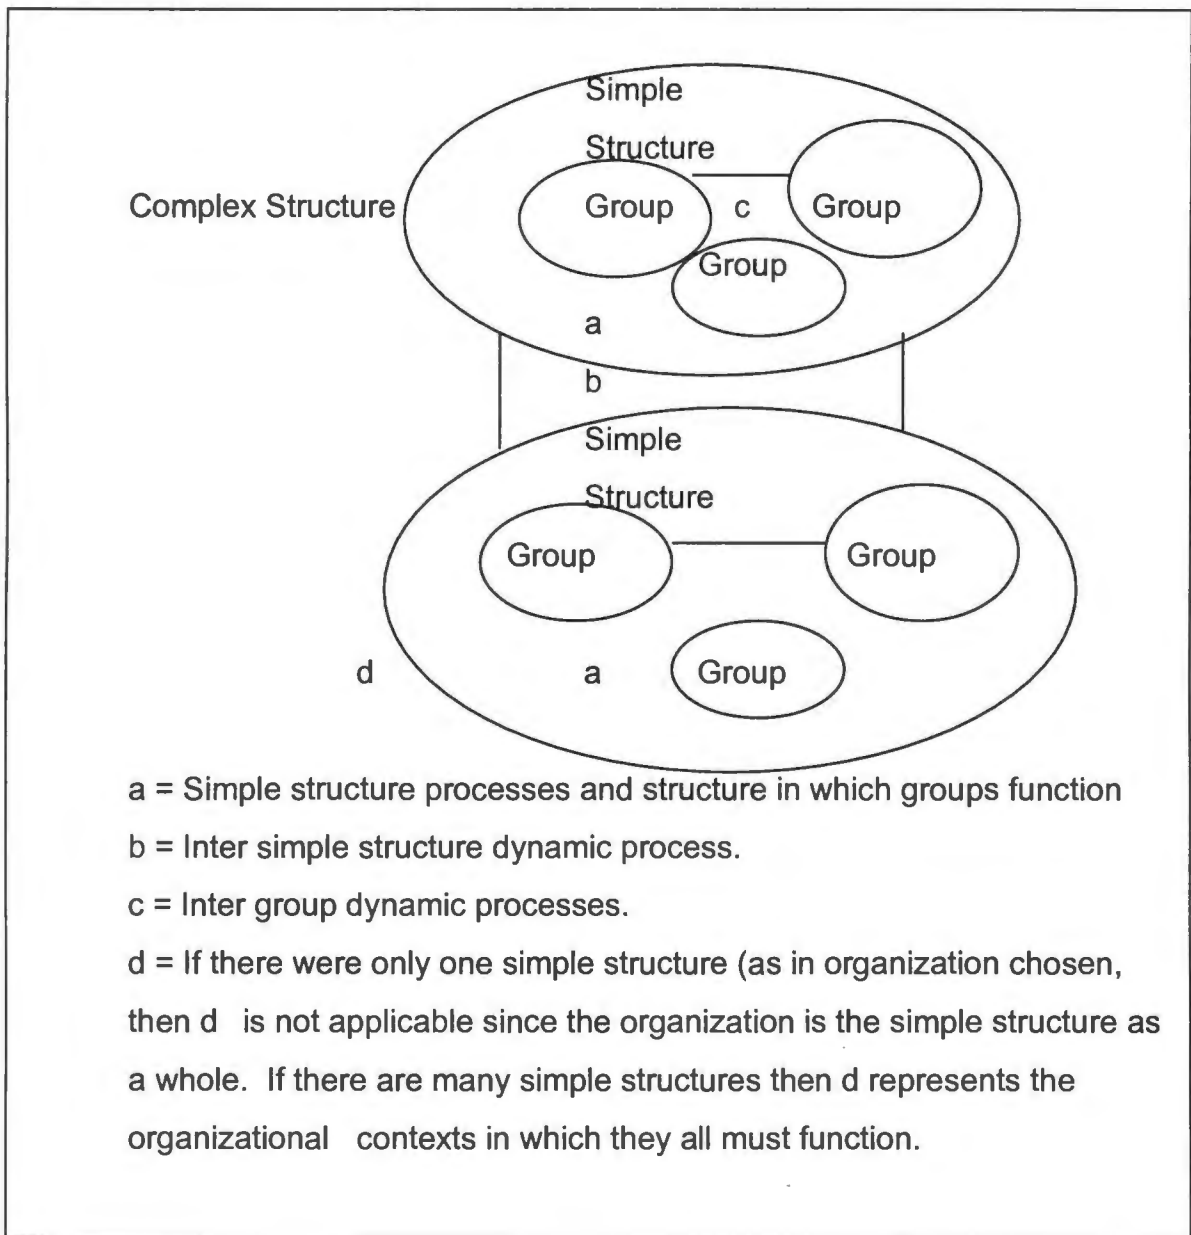 Simple
Structure
Complex Structure Group c Group
Group
a
b
Simple
Structure
Group Group
d a Group
a = Simple structure processes and structure in which groups function
b = Inter simple structure dynamic process.
c = Inter group dynamic processes.
d = If there were only one simple structure (as in organization chosen,
then d is not applicable since the organization is the simple structure as
a whole. If there are many simple structures then d represents the
organizational contexts in which they all must function.